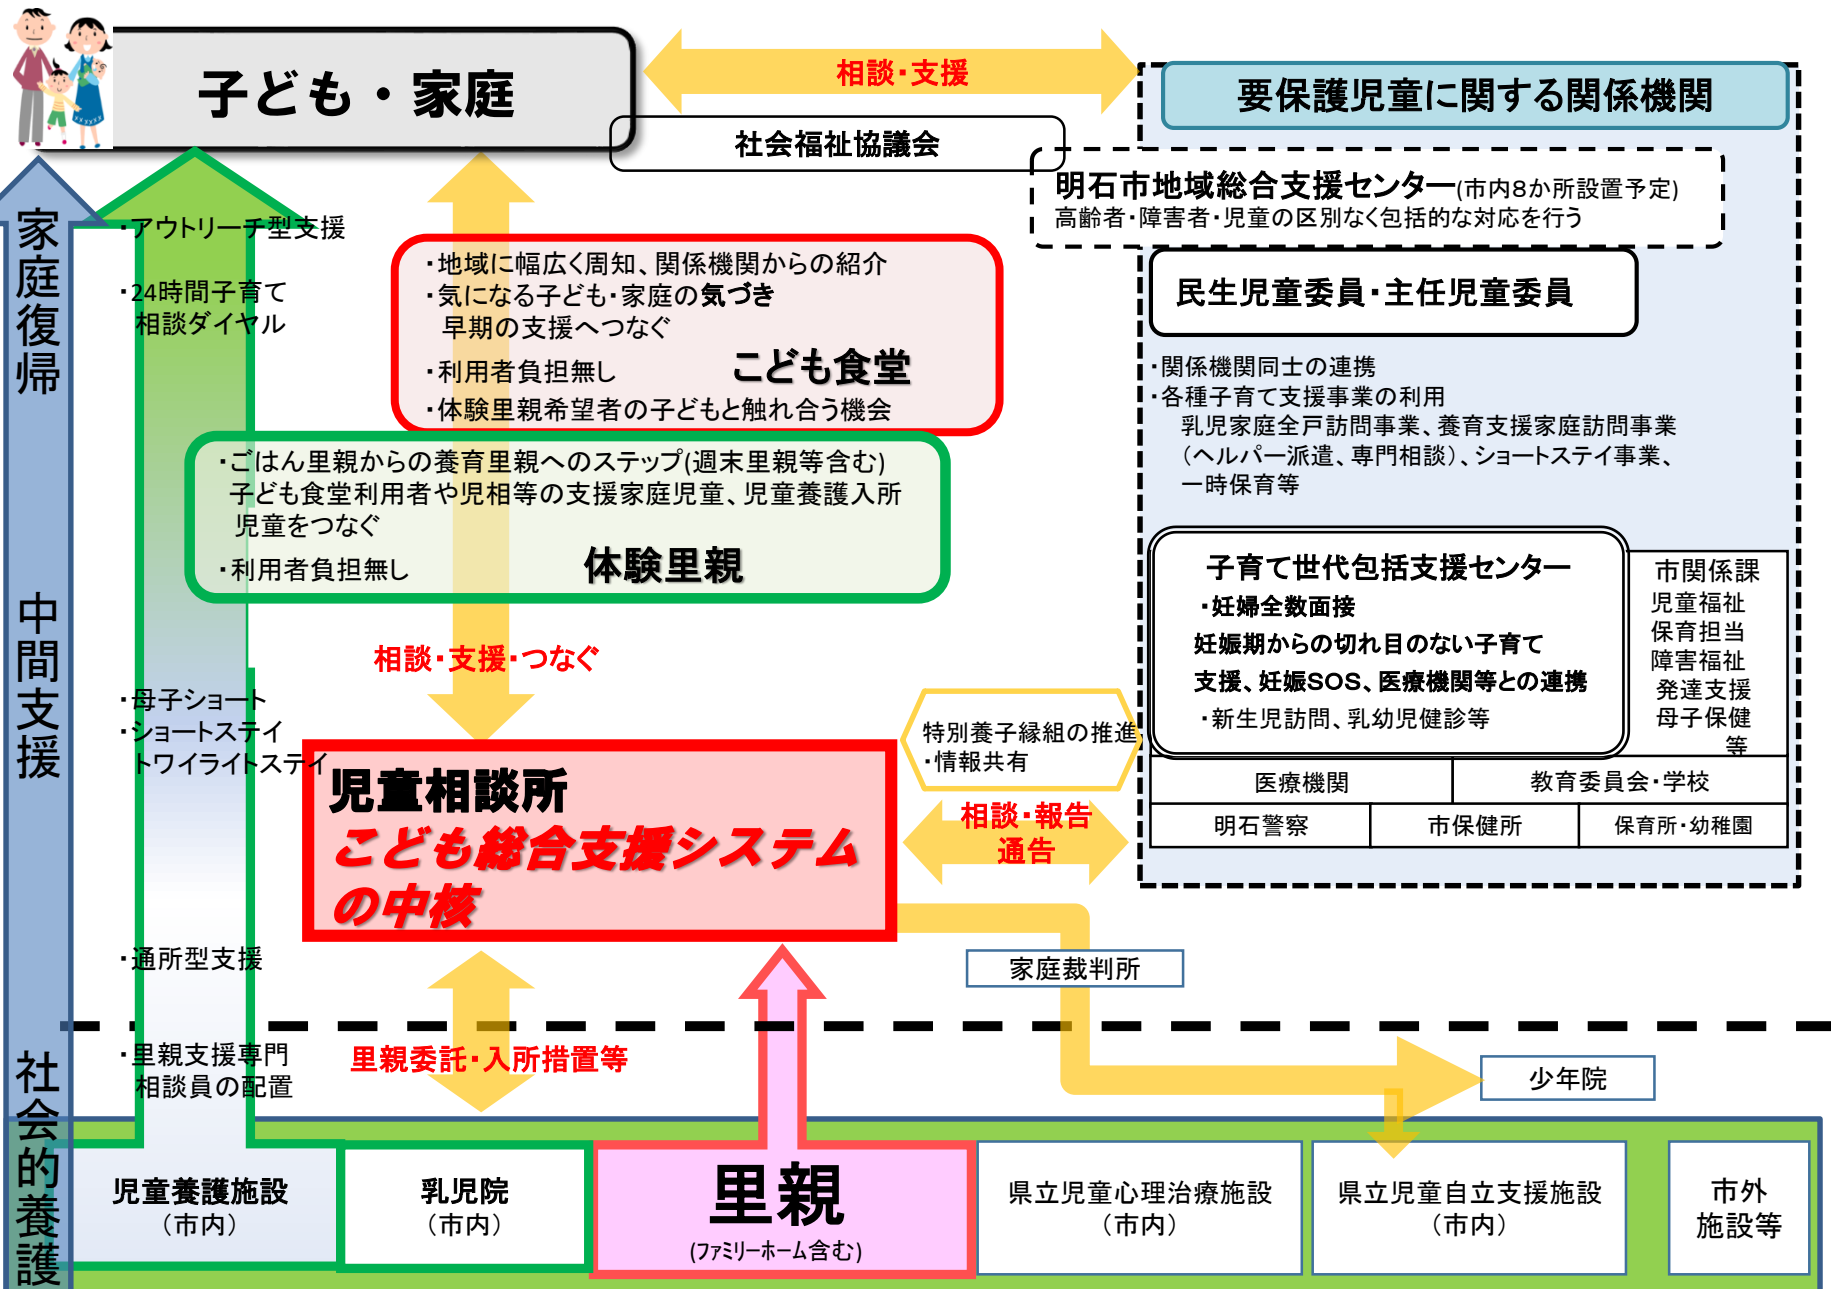 子ども・家庭
相談・支援
要保護児童に関する関係機関
社会福祉協議会
明石市地域総合支援センター(市内8か所設置予定)
高齢者・障害者・児童の区別なく包括的な対応を行う
民生児童委員・主任児童委員
・関係機関同士の連携
・各種子育て支援事業の利用
乳児家庭全戸訪問事業、養育支援家庭訪問事業
（ヘルパー派遣、専門相談）、ショートステイ事業、
一時保育等
子育て世代包括支援センター
・妊婦全数面接
妊娠期からの切れ目のない子育て
支援、妊娠SOS、医療機関等との連携
・新生児訪問、乳幼児健診等
市関係課
児童福祉
保育担当
障害福祉
発達支援
母子保健
等
医療機関
教育委員会・学校
明石警察
市保健所
保育所・幼稚園
家庭復帰
中間支援
社会的養護
・アウトリーチ型支援
・24時間子育て
相談ダイヤル
・母子ショート
・ショートステイ
トワイライトステイ
・通所型支援
・里親支援専門
相談員の配置
・地域に幅広く周知、関係機関からの紹介
・気になる子ども・家庭の気づき
早期の支援へつなぐ
・利用者負担無し
こども食堂
・体験里親希望者の子どもと触れ合う機会
・ごはん里親からの養育里親へのステップ(週末里親等含む)
子ども食堂利用者や児相等の支援家庭児童、児童養護入所
児童をつなぐ
・利用者負担無し
体験里親
相談・支援・つなぐ
特別養子縁組の推進
・情報共有
児童相談所
こども総合支援システム
の中核
相談・報告
通告
家庭裁判所
里親委託・入所措置等
少年院
児童養護施設
（市内）
乳児院
（市内）
里親
(ファミリーホーム含む)
県立児童心理治療施設
（市内）
県立児童自立支援施設
（市内）
市外
施設等